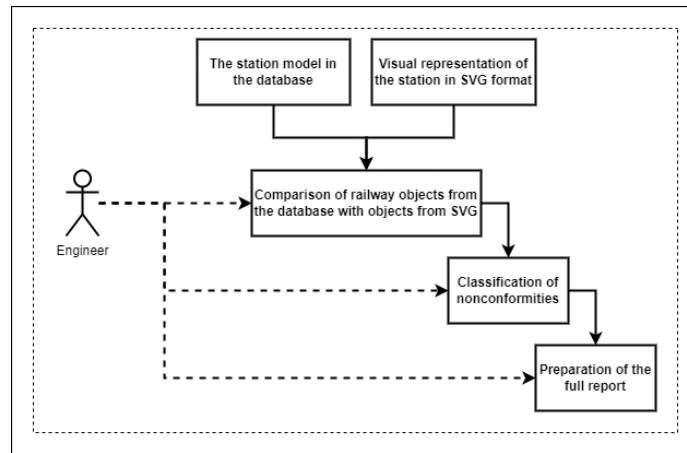 The station model in
the database
Visual representation of
the station in SVG format
Comparison of railway objects from
the database with objects from SVG
Engineer
Classification of
nonconformities
Preparation of the
full report